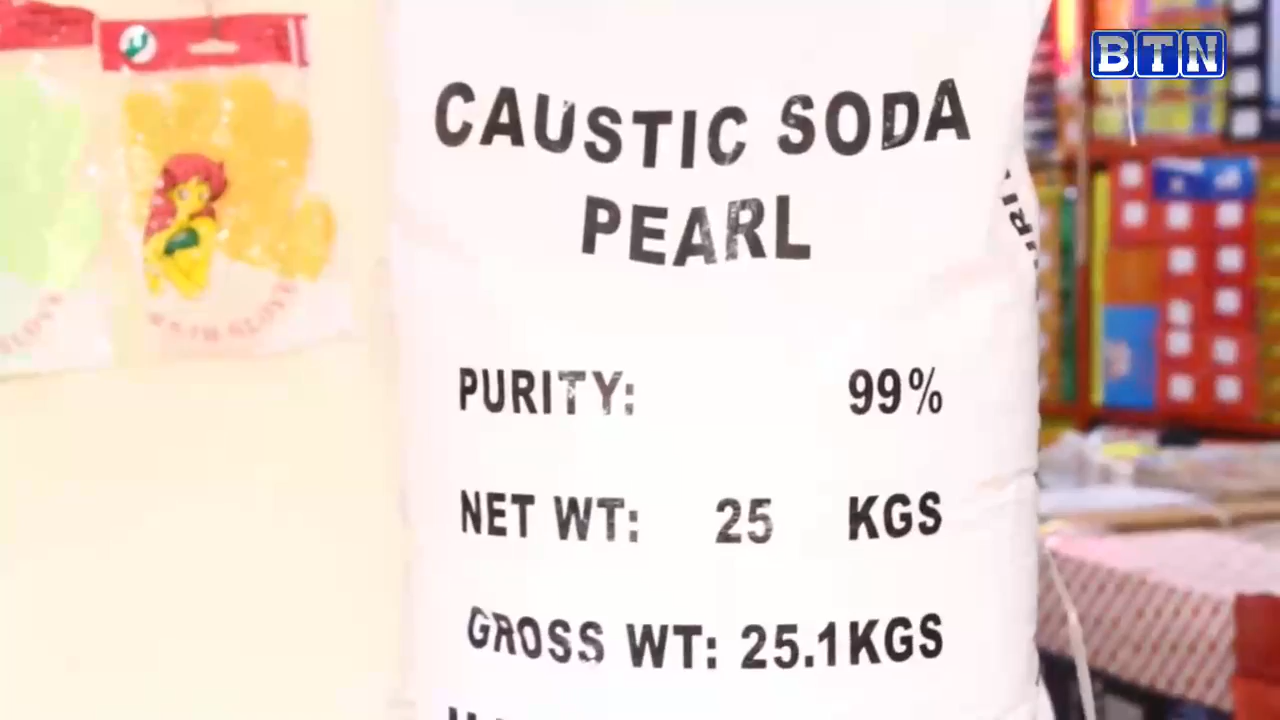 BTN
CAUSTIC SODA
PEARL
PURITY: 99%
NET WT: 25 KGS
GROSS WT: 25.1KGS